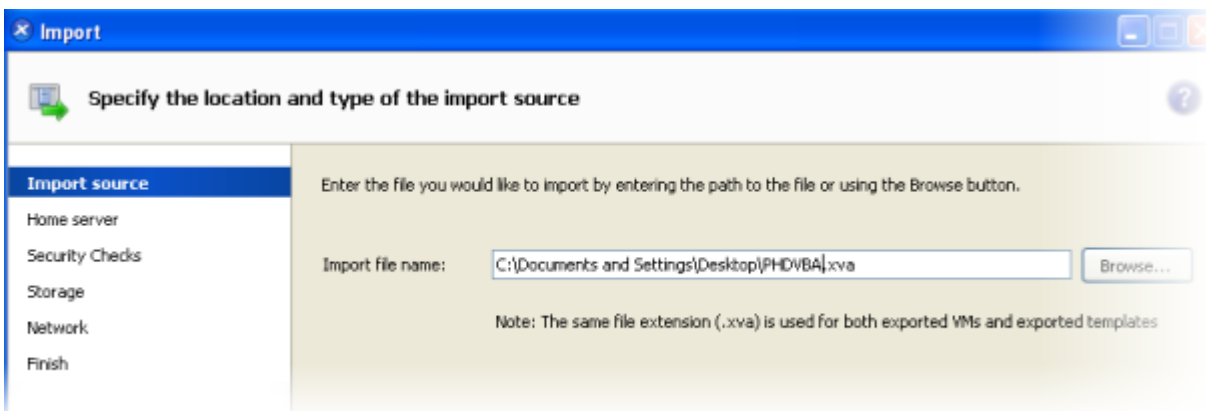 Import
Specify the location and type of the import source
?
Import source
Enter the file you would like to import by entering the path to the file or using the Browse button.
Home server
Security Checks
Import file name: C:\Documents and Settings\Desktop\PHDVBA.xva Browse...
Storage
Network
Note: The same file extension (.xva) is used for both exported VMs and exported templates
Finish